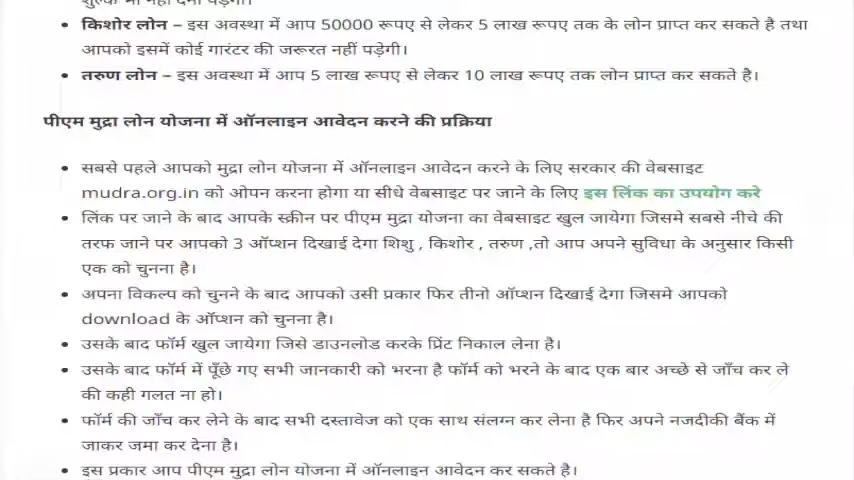 शुल्क भी नहीं देना पड़ेगा।
किशोर लोन – इस अवस्था में आप 50000 रूपए से लेकर 5 लाख रूपए तक के लोन प्राप्त कर सकते है तथा
आपको इसमें कोई गारंटर की जरूरत नहीं पड़ेगी।
तरुण लोन – इस अवस्था में आप 5 लाख रूपए से लेकर 10 लाख रूपए तक लोन प्राप्त कर सकते है।
पीएम मुद्रा लोन योजना में ऑनलाइन आवेदन करने की प्रक्रिया
सबसे पहले आपको मुद्रा लोन योजना में ऑनलाइन आवेदन करने के लिए सरकार की वेबसाइट
mudra.org.in को ओपन करना होगा या सीधे वेबसाइट पर जाने के लिए इस लिंक का उपयोग करे
लिंक पर जाने के बाद आपके स्क्रीन पर पीएम मुद्रा योजना का वेबसाइट खुल जायेगा जिसमे सबसे नीचे की
तरफ जाने पर आपको 3 ऑप्शन दिखाई देगा शिशु , किशोर , तरुण ,तो आप अपने सुविधा के अनुसार किसी
एक को चुनना है।
अपना विकल्प को चुनने के बाद आपको उसी प्रकार फिर तीनो ऑप्शन दिखाई देगा जिसमे आपको
download के ऑप्शन को चुनना है।
उसके बाद फॉर्म खुल जायेगा जिसे डाउनलोड करके प्रिंट निकाल लेना है।
उसके बाद फॉर्म में पूँछे गए सभी जानकारी को भरना है फॉर्म को भरने के बाद एक बार अच्छे से जाँच कर ले
की कही गलत ना हो।
फॉर्म की जाँच कर लेने के बाद सभी दस्तावेज को एक साथ संलग्न कर लेना है फिर अपने नजदीकी बैंक में
जाकर जमा कर देना है।
इस प्रकार आप पीएम मुद्रा लोन योजना में ऑनलाइन आवेदन कर सकते है।